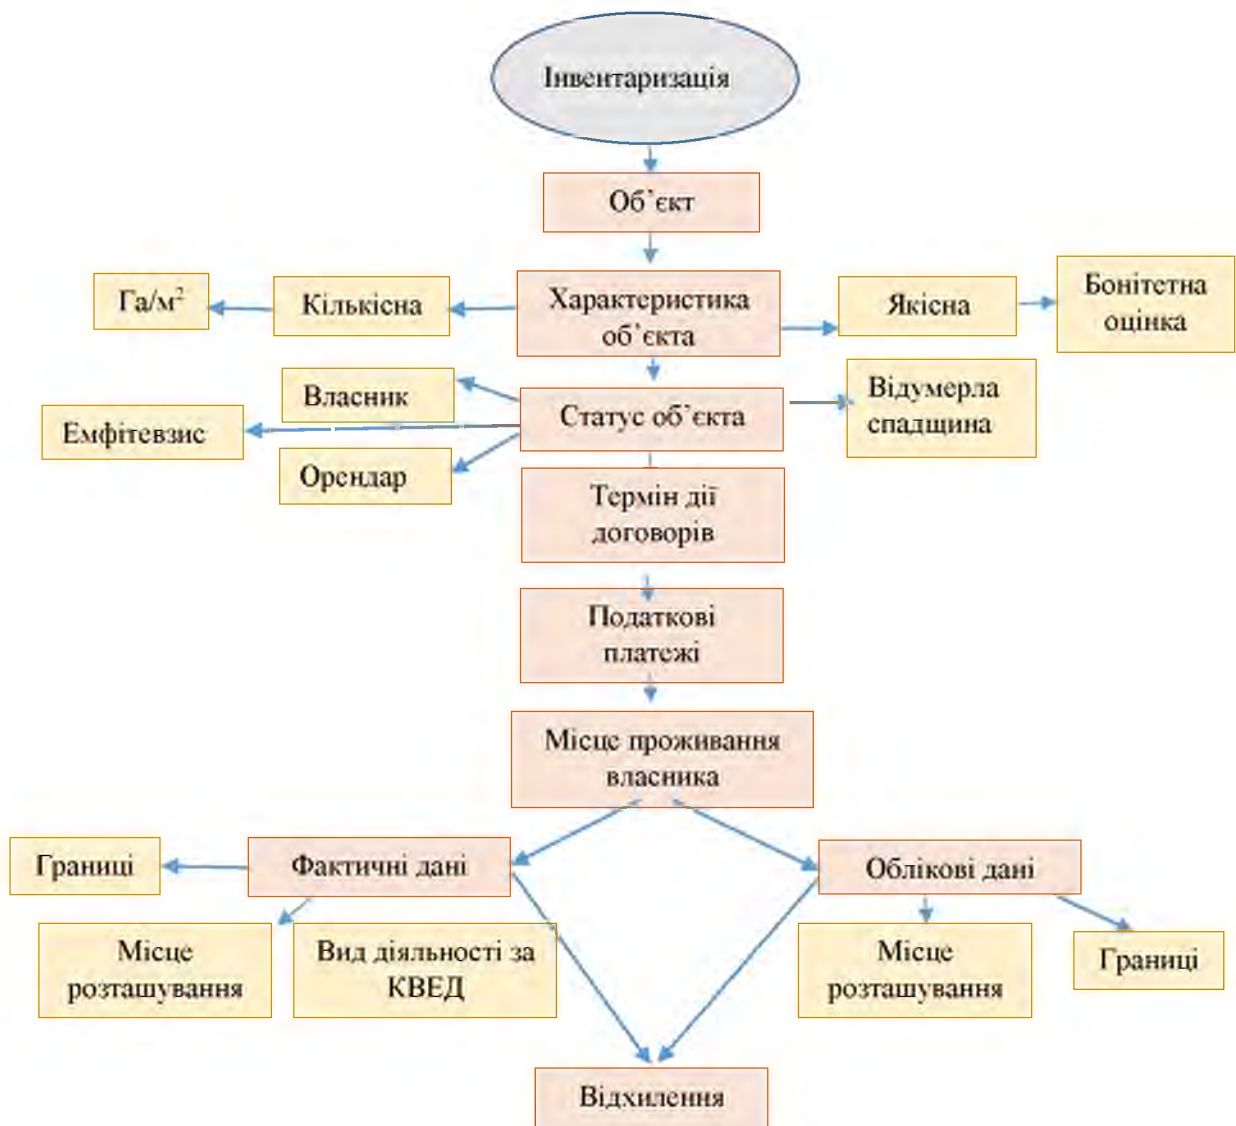 Інвентаризація
Об’єкт
Га/м²
Кількісна
Характеристика
об’єкта
Якісна
Бонітетна
оцінка
Власник
Емфітевзис
Орендар
Статус об’єкта
Відумерла
спадщина
Термін дії
договорів
Податкові
платежі
Місце проживання
власника
Границі
Фактичні дані
Облікові дані
Місце
розташування
Вид діяльності за
КВЕД
Місце
розташування
Границі
Відхилення